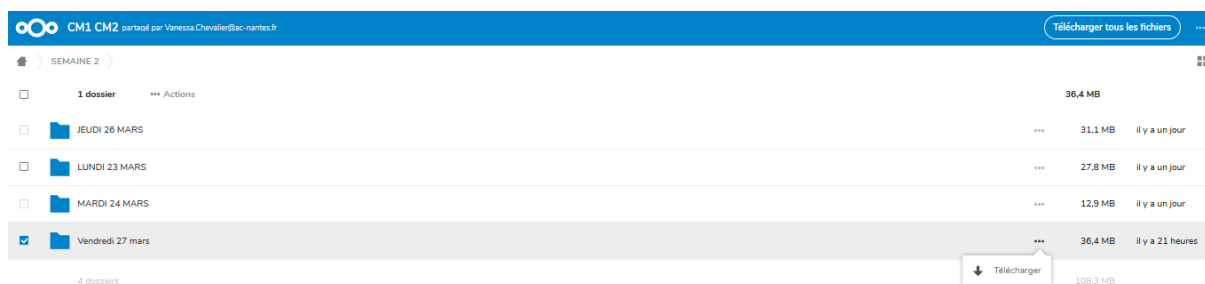 CM1 CM2 partagé par Vanessa.Chevalier@ac-nantes.fr Télécharger tous les fichiers ...
SEMAINE 2
1 dossier ... Actions 36,4 MB
JEUDI 26 MARS ... 31,1 MB il y a un jour
LUNDI 23 MARS ... 27,8 MB il y a un jour
MARDI 24 MARS ... 12,9 MB il y a un jour
Vendredi 27 mars ... 36,4 MB il y a 21 heures
Télécharger
4 dossiers 108.3 MB